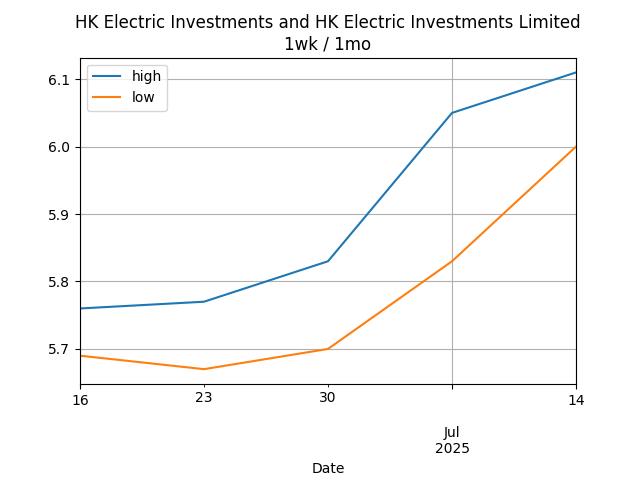 HK Electric Investments and HK Electric Investments Limited
1wk / 1mo
high
low
6.1
6.0
5.9
5.8
5.7
16
23
30
14
Jul
2025
Date